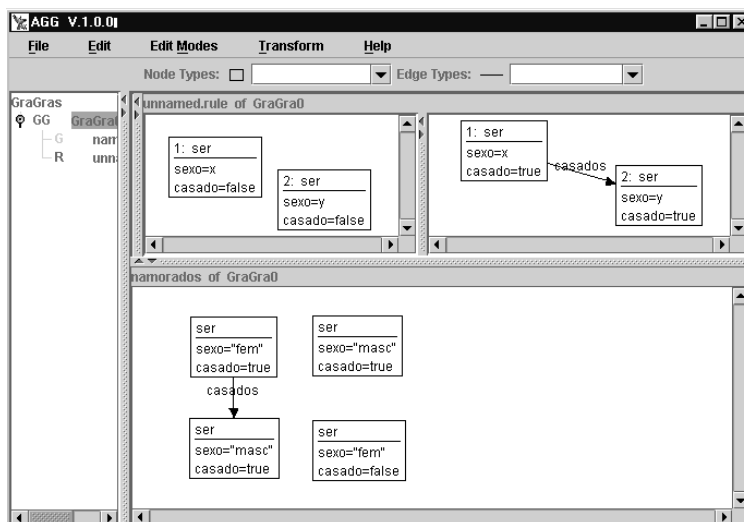 AGG V.1.0.0
File Edit Edit Modes Transform Help
Node Types: Edge Types:
GraGras
GG GraGra
G nam
R unn
unnamed.rule of GraGra0
1: ser
sexo=x
casado=false
2: ser
sexo=y
casado=false
1: ser
sexo=x
casado=true
casados
2: ser
sexo=y
casado=true
namorados of GraGra0
ser
sexo="fem"
casado=true
ser
sexo="masc"
casado=true
casados
ser
sexo="masc"
casado=true
ser
sexo="fem"
casado=false